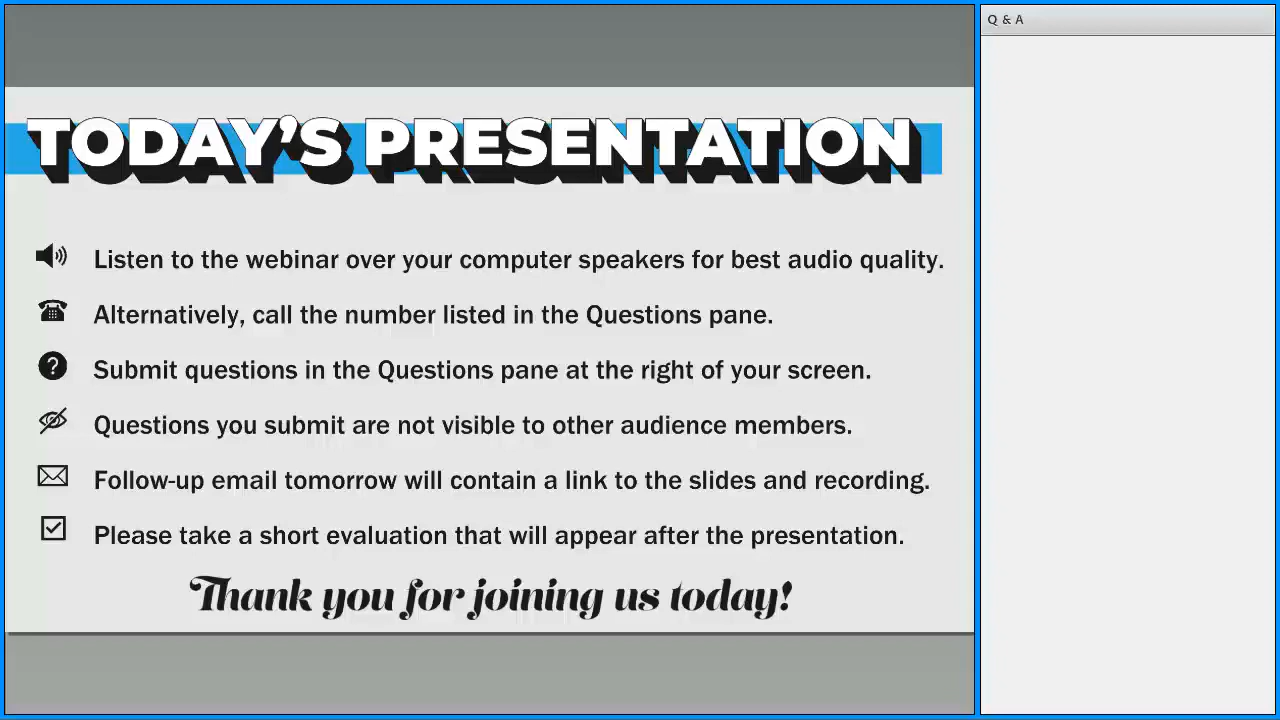 Q & A
TODAY'S PRESENTATION
Listen to the webinar over your computer speakers for best audio quality.
Alternatively, call the number listed in the Questions pane.
Submit questions in the Questions pane at the right of your screen.
Questions you submit are not visible to other audience members.
Follow-up email tomorrow will contain a link to the slides and recording.
Please take a short evaluation that will appear after the presentation.
Thank you for joining us today!